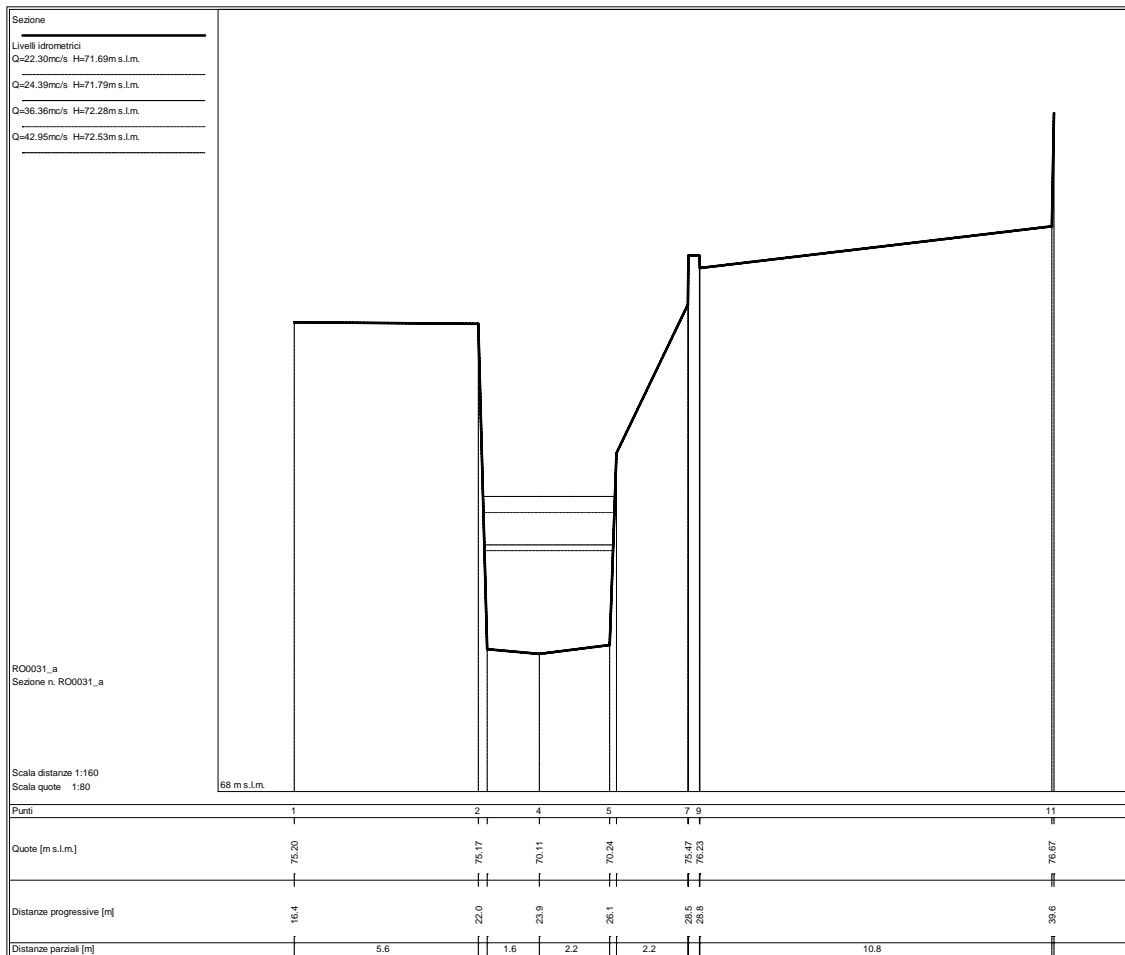 Sezione
Livelli idrometrici
Q=22.30mc/s H=71.69m s.l.m.
Q=24.39mc/s H=71.79m s.l.m.
Q=36.36mc/s H=72.28m s.l.m.
Q=42.95mc/s H=72.53m s.l.m.
RO0031_a
Sezione n. RO0031_a
Scala distanze 1:160
Scala quote 1:80
68 m s.l.m.
Punti 1 2 4 5 7 9 11
Quote [m s.l.m.] 75.20 75.17 70.11 70.24 75.47 76.23 76.67
Distanze progressive [m] 16.4 22.0 23.9 26.1 28.5 28.8 39.6
Distanze parziali [m] 5.6 1.6 2.2 2.2 10.8